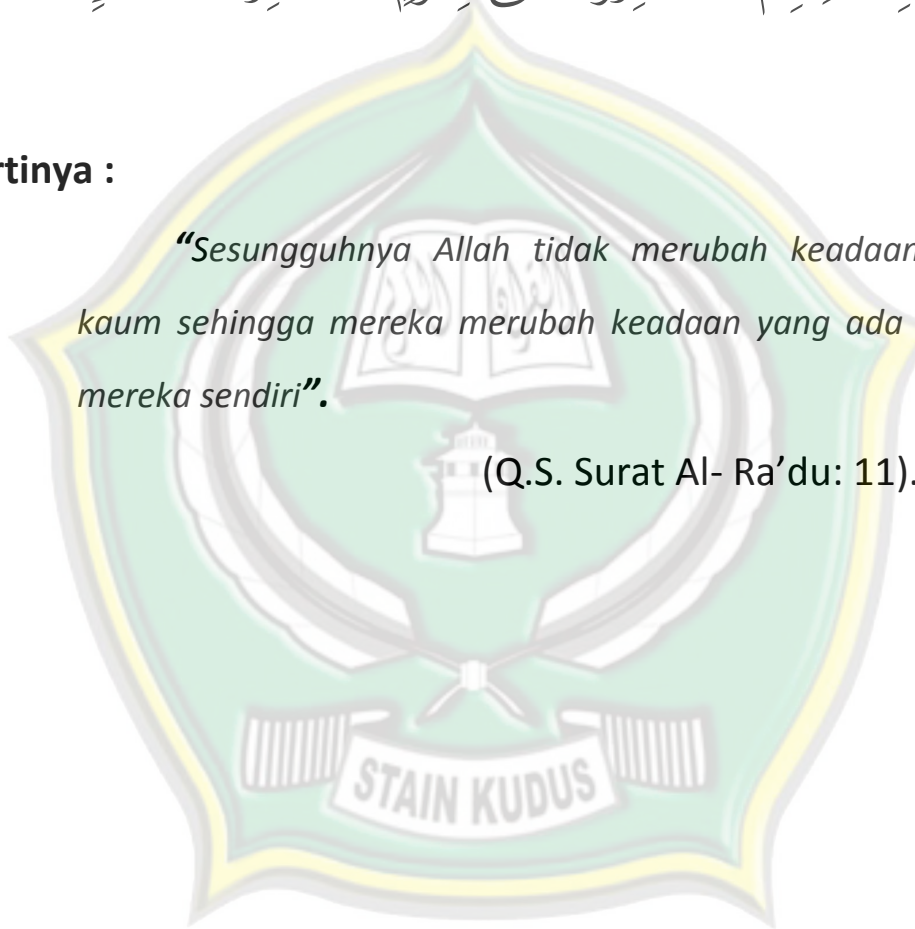 rtinya :
“Sesungguhnya Allah tidak merubah keadaan
kaum sehingga mereka merubah keadaan yang ada
mereka sendiri”.
(Q.S. Surat Al- Ra’du: 11).
STAIN KUDUS